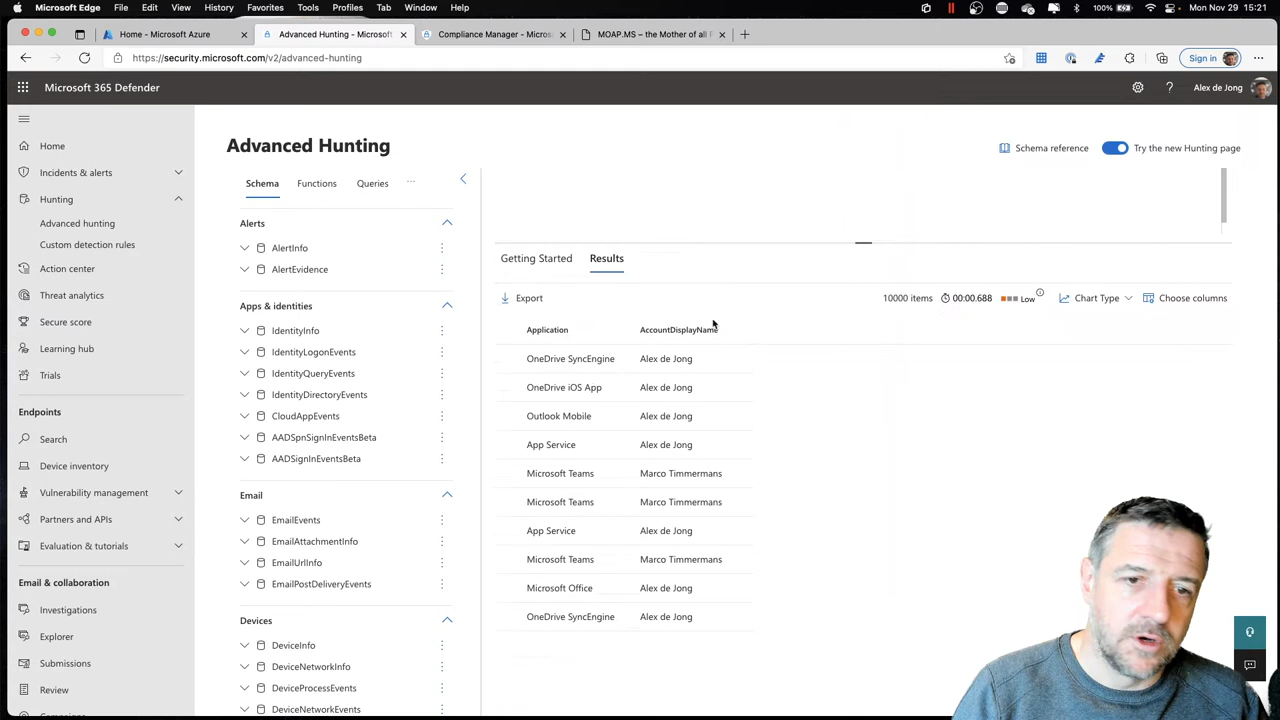 Microsoft Edge File Edit View History Favorites Tools Profiles Tab Window Help 100% Mon Nov 29 15:21
Home - Microsoft Azure
Advanced Hunting - Microsoft
Compliance Manager - Micros
MOAP.MS – the Mother of all
https://security.microsoft.com/v2/advanced-hunting
Sign in
Microsoft 365 Defender
Alex de Jong
Home
Incidents & alerts
Hunting
Advanced hunting
Custom detection rules
Action center
Threat analytics
Secure score
Learning hub
Trials
Endpoints
Search
Device inventory
Vulnerability management
Partners and APIs
Evaluation & tutorials
Email & collaboration
Investigations
Explorer
Submissions
Review
Advanced Hunting
Schema reference
Try the new Hunting page
Schema Functions Queries ...
Alerts
AlertInfo
AlertEvidence
Apps & identities
IdentityInfo
IdentityLogonEvents
IdentityQueryEvents
IdentityDirectoryEvents
CloudAppEvents
AADSpnSignInEventsBeta
AADSignInEventsBeta
Email
EmailEvents
EmailAttachmentInfo
EmailUrlInfo
EmailPostDeliveryEvents
Devices
DeviceInfo
DeviceNetworkInfo
DeviceProcessEvents
DeviceNetworkEvents
Getting Started Results
Export
10000 items 00:00.688 Low Chart Type Choose columns
Application AccountDisplayName
OneDrive SyncEngine Alex de Jong
OneDrive iOS App Alex de Jong
Outlook Mobile Alex de Jong
App Service Alex de Jong
Microsoft Teams Marco Timmermans
Microsoft Teams Marco Timmermans
App Service Alex de Jong
Microsoft Teams Marco Timmermans
Microsoft Office Alex de Jong
OneDrive SyncEngine Alex de Jong